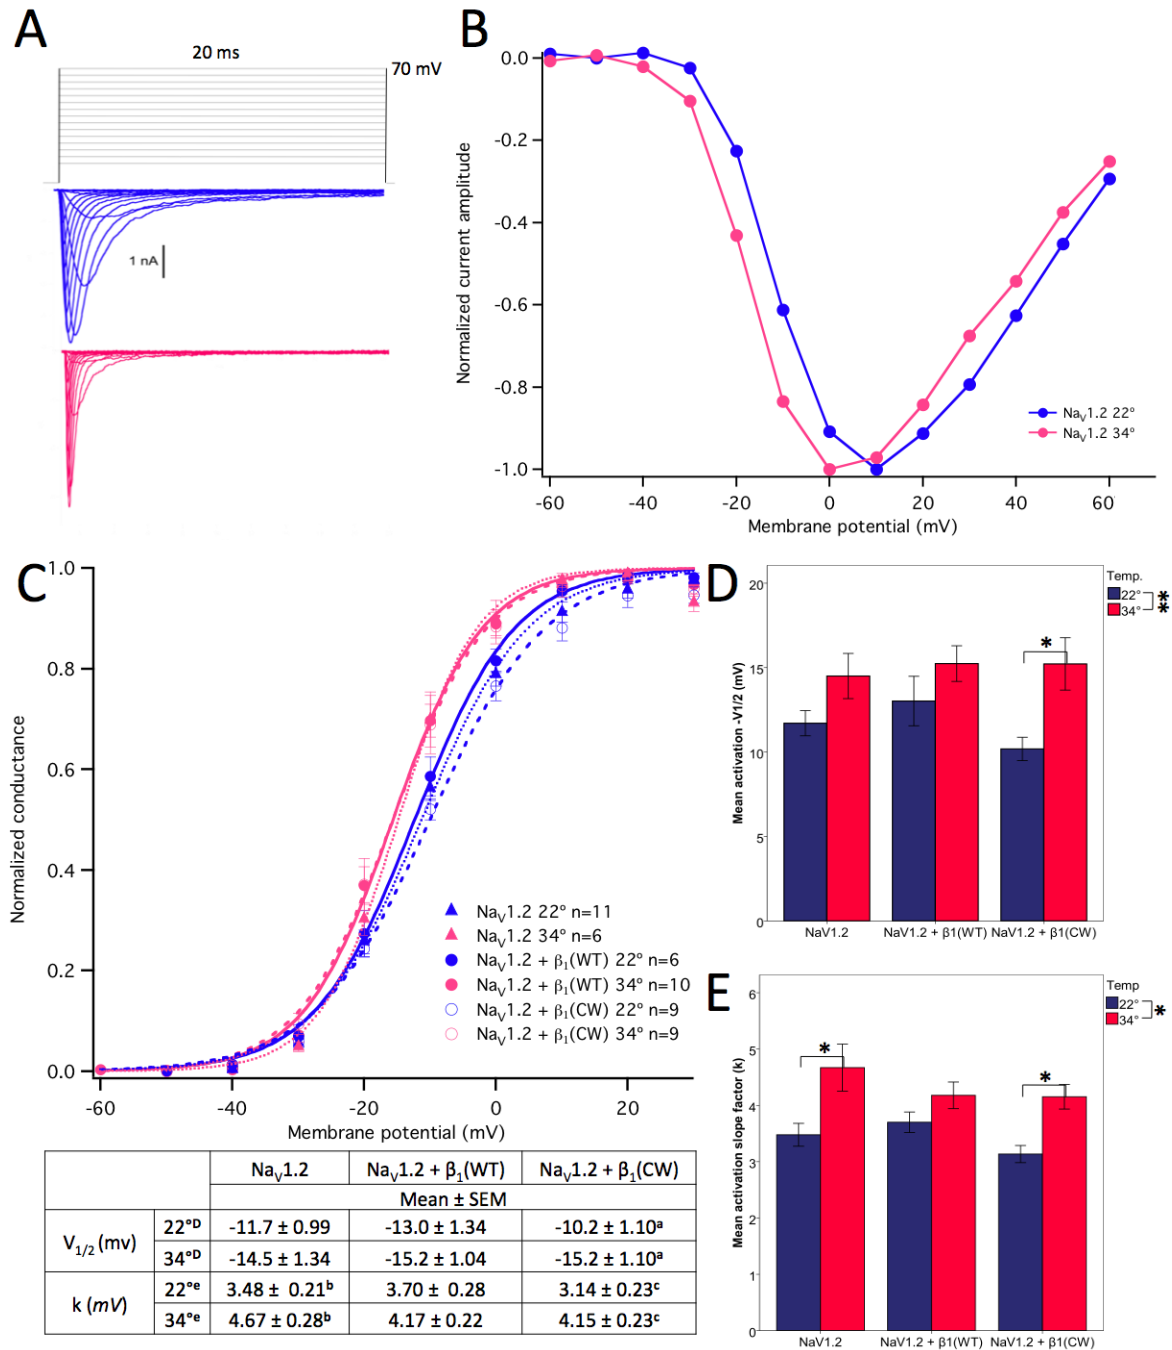 A
20 ms
70 mV
1 nA
B
0.0
-0.2
-0.4
-0.6
-0.8
-1.0
Normalized current amplitude
-60 -40 -20 0 20 40 60
Membrane potential (mV)
NaV1.2 22°
NaV1.2 34°
C
1.0
0.8
0.6
0.4
0.2
0.0
Normalized conductance
-60 -40 -20 0 20
Membrane potential (mV)
NaV1.2 22° n=11
NaV1.2 34° n=6
NaV1.2 + β1(WT) 22° n=6
NaV1.2 + β1(WT) 34° n=10
NaV1.2 + β1(CW) 22° n=9
NaV1.2 + β1(CW) 34° n=9
NaV1.2 NaV1.2 + β1(WT) NaV1.2 + β1(CW)
Mean ± SEM
V1/2 (mv)
22°D -11.7 ± 0.99 -13.0 ± 1.34 -10.2 ± 1.10a
34°D -14.5 ± 1.34 -15.2 ± 1.04 -15.2 ± 1.10a
k (mV)
22°e 3.48 ± 0.21b 3.70 ± 0.28 3.14 ± 0.23c
34°e 4.67 ± 0.28b 4.17 ± 0.22 4.15 ± 0.23c
D
Temp.
22°
34°
**
*
20
15
10
5
0
Mean activation -V1/2 (mV)
NaV1.2 NaV1.2 + β1(WT) NaV1.2 + β1(CW)
E
Temp
22°
34°
*
*
*
6
5
4
3
2
1
0
Mean activation slope factor (k)
NaV1.2 NaV1.2 + β1(WT) NaV1.2 + β1(CW)